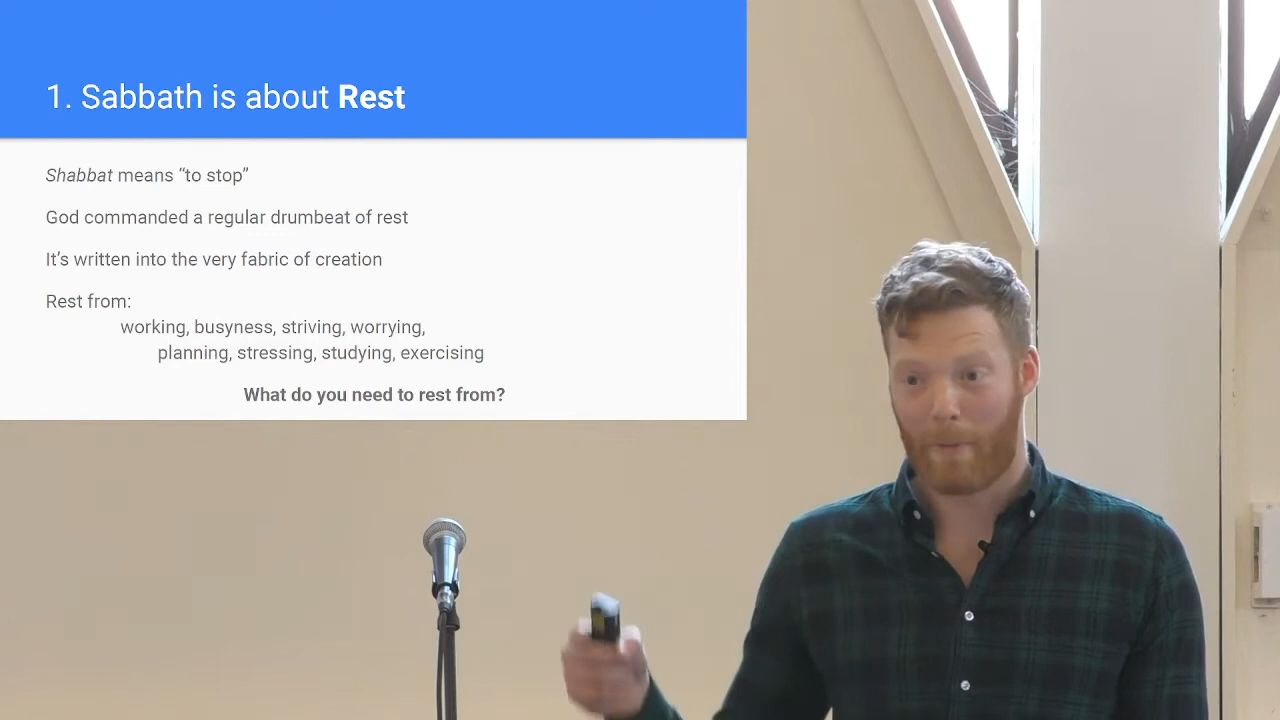 1. Sabbath is about Rest
Shabbat means “to stop”
God commanded a regular drumbeat of rest
It’s written into the very fabric of creation
Rest from:
working, busyness, striving, worrying,
planning, stressing, studying, exercising
What do you need to rest from?